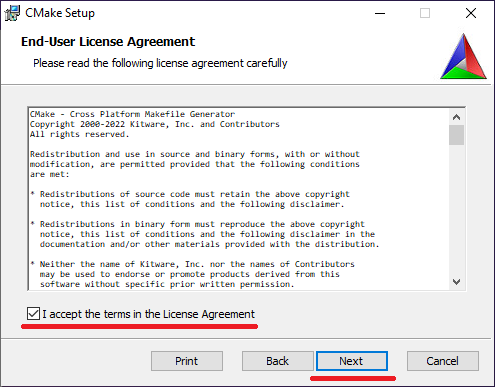 CMake Setup
End-User License Agreement
Please read the following license agreement carefully
CMake - Cross Platform Makefile Generator
Copyright 2000-2022 Kitware, Inc. and Contributors
All rights reserved.
Redistribution and use in source and binary forms, with or without
modification, are permitted provided that the following conditions
are met:
* Redistributions of source code must retain the above copyright
notice, this list of conditions and the following disclaimer.
* Redistributions in binary form must reproduce the above copyright
notice, this list of conditions and the following disclaimer in the
documentation and/or other materials provided with the distribution.
* Neither the name of Kitware, Inc. nor the names of Contributors
may be used to endorse or promote products derived from this
software without specific prior written permission.
I accept the terms in the License Agreement
Print Back Next Cancel